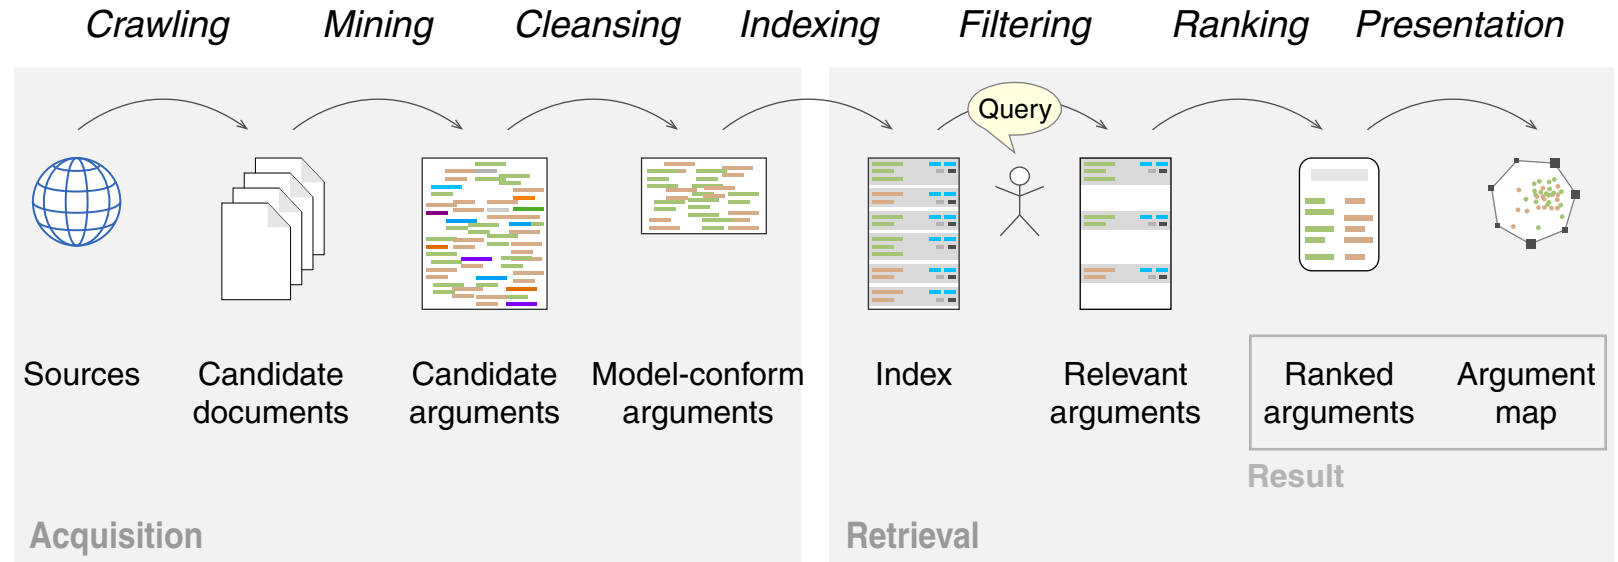 Crawling Mining Cleansing Indexing Filtering Ranking Presentation
Query
Sources Candidate Candidate Model-conform Index Relevant Ranked Argument
documents arguments arguments arguments arguments map
Result
Acquisition Retrieval